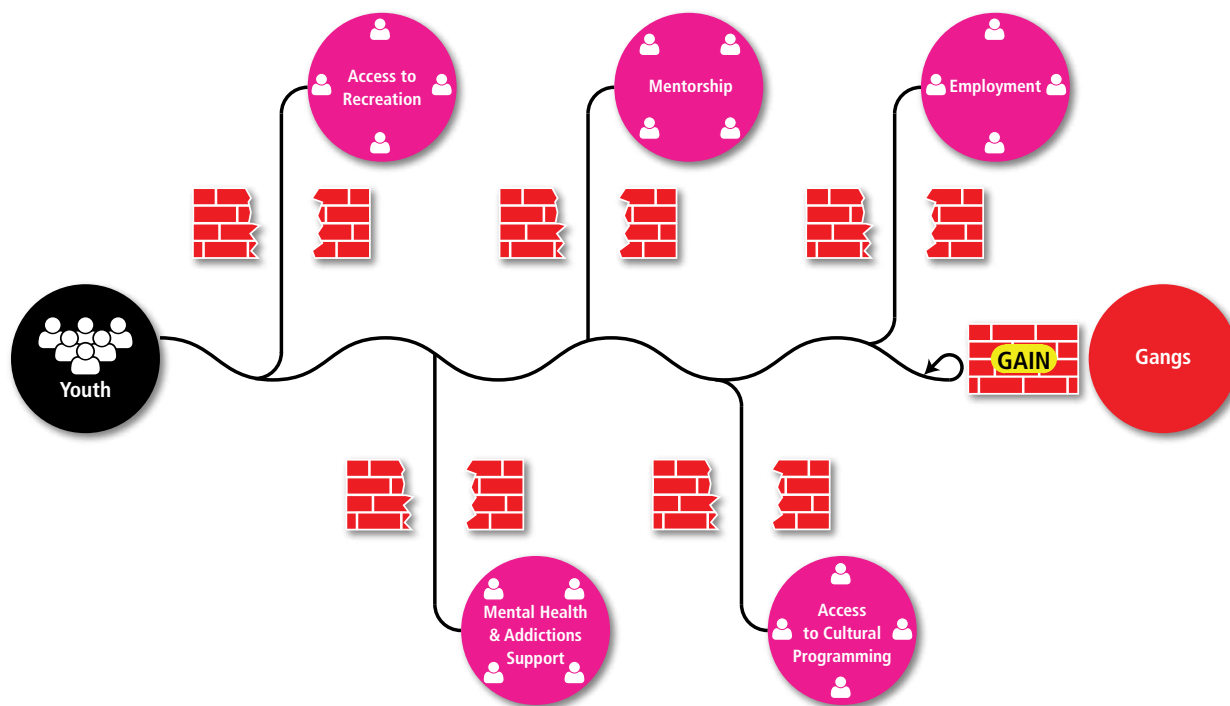 Access to
Recreation
Mentorship
Employment
Youth
GAIN
Gangs
Mental Health
& Addictions
Support
Access
to Cultural
Programming